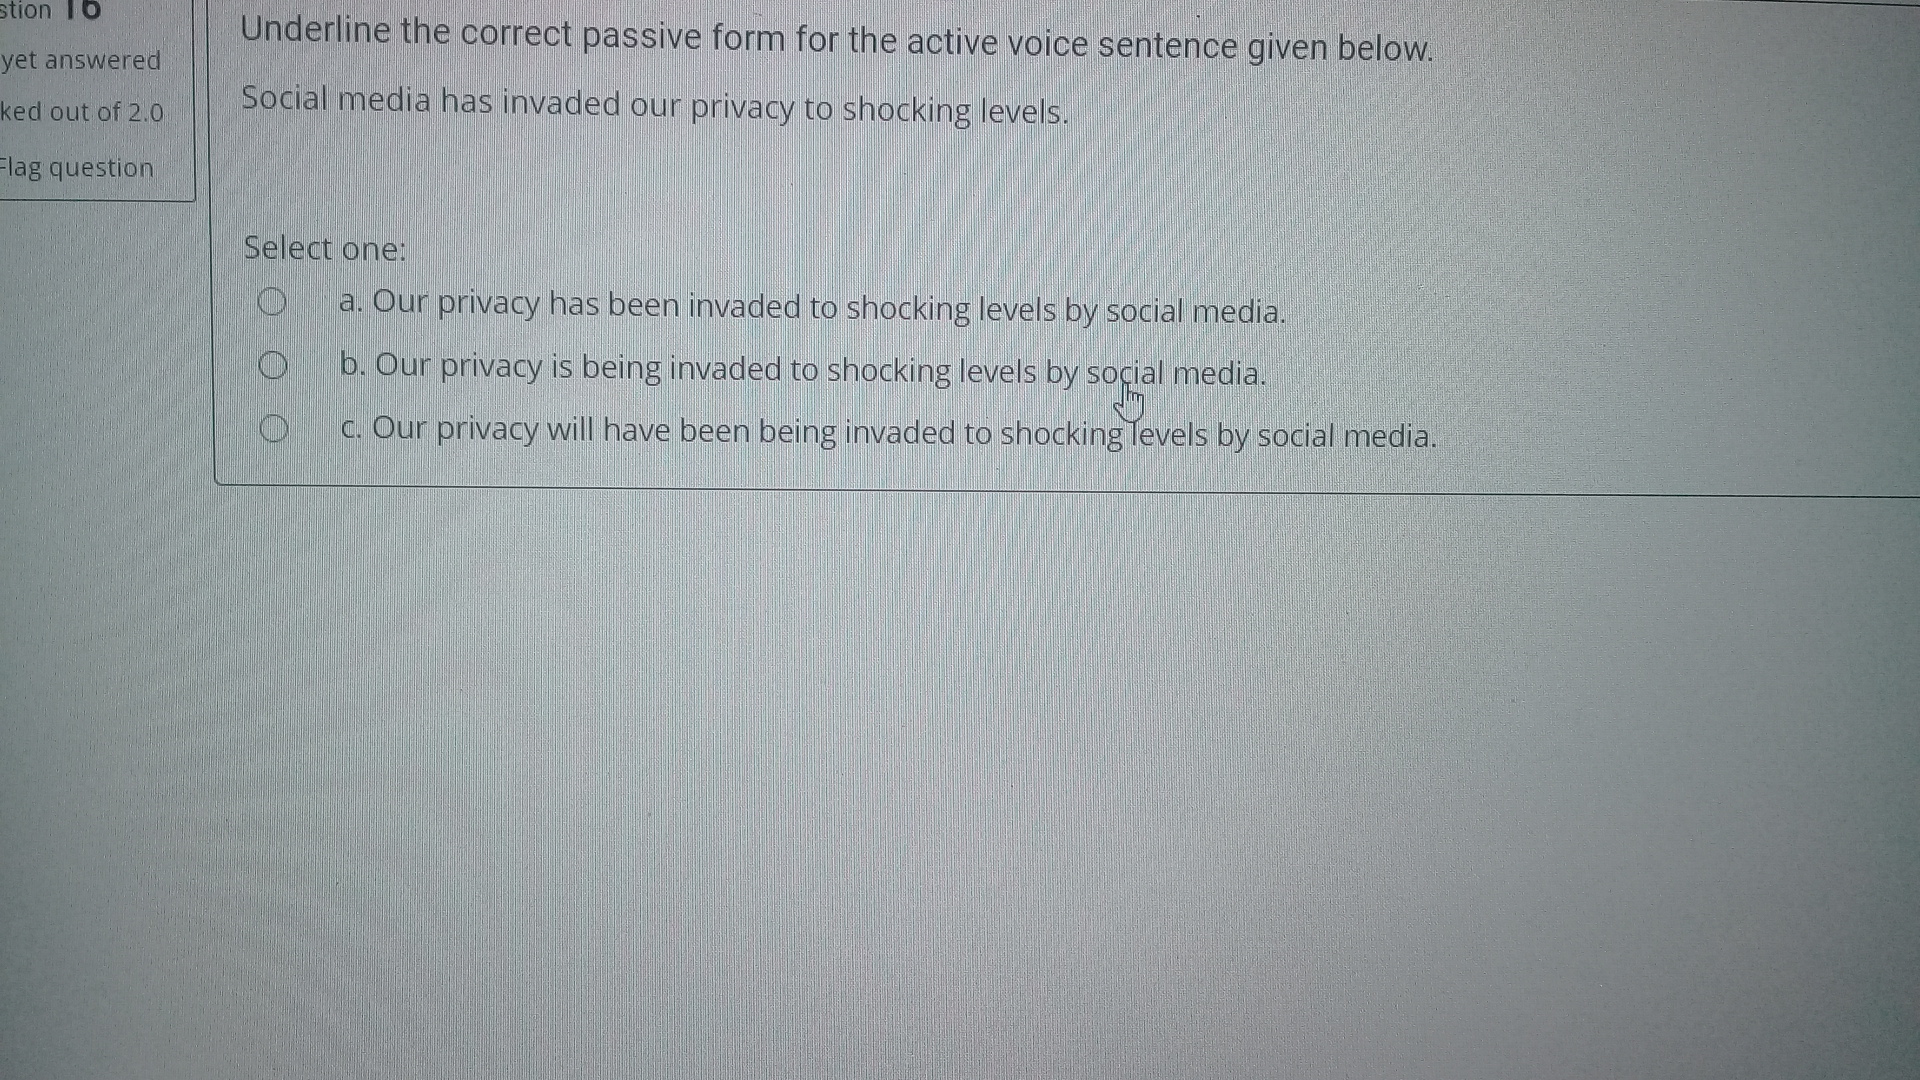 stion 16
yet answered
ked out of 2.0
Flag question
Underline the correct passive form for the active voice sentence given below.
Social media has invaded our privacy to shocking levels.
Select one:
a. Our privacy has been invaded to shocking levels by social media.
b. Our privacy is being invaded to shocking levels by social media.
c. Our privacy will have been being invaded to shocking levels by social media.